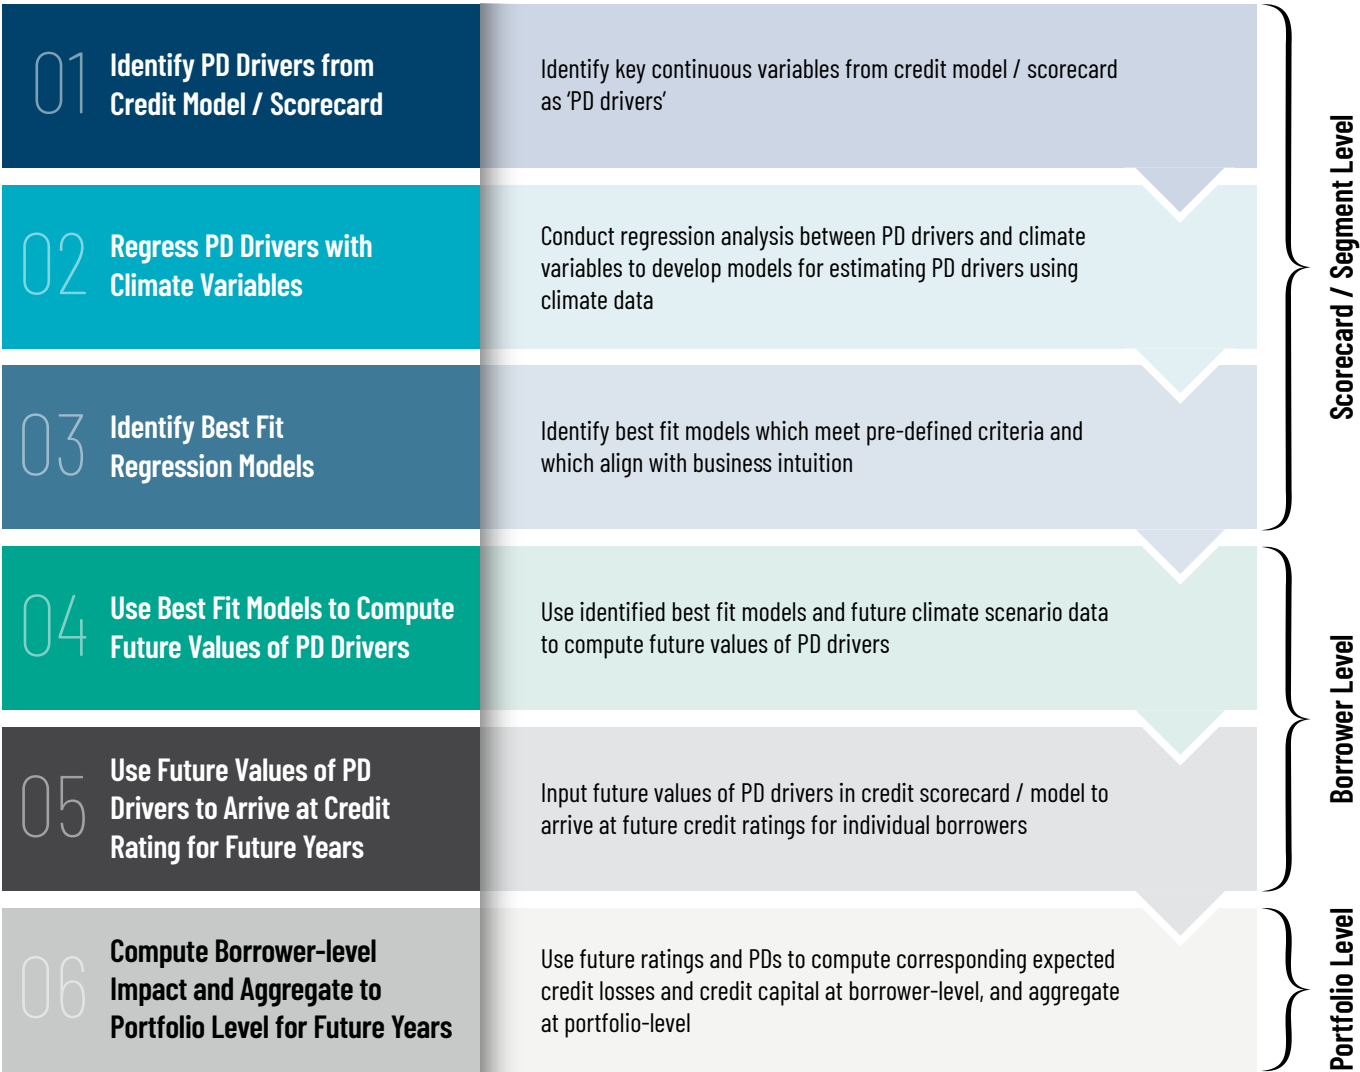 01
Identify PD Drivers from
Credit Model / Scorecard
Identify key continuous variables from credit model / scorecard
as ‘PD drivers’
02
Regress PD Drivers with
Climate Variables
Conduct regression analysis between PD drivers and climate
variables to develop models for estimating PD drivers using
climate data
03
Identify Best Fit
Regression Models
Identify best fit models which meet pre-defined criteria and
which align with business intuition
Scorecard / Segment Level
04
Use Best Fit Models to Compute
Future Values of PD Drivers
Use identified best fit models and future climate scenario data
to compute future values of PD drivers
05
Use Future Values of PD
Drivers to Arrive at Credit
Rating for Future Years
Input future values of PD drivers in credit scorecard / model to
arrive at future credit ratings for individual borrowers
Borrower Level
06
Compute Borrower-level
Impact and Aggregate to
Portfolio Level for Future Years
Use future ratings and PDs to compute corresponding expected
credit losses and credit capital at borrower-level, and aggregate
at portfolio-level
Portfolio Level